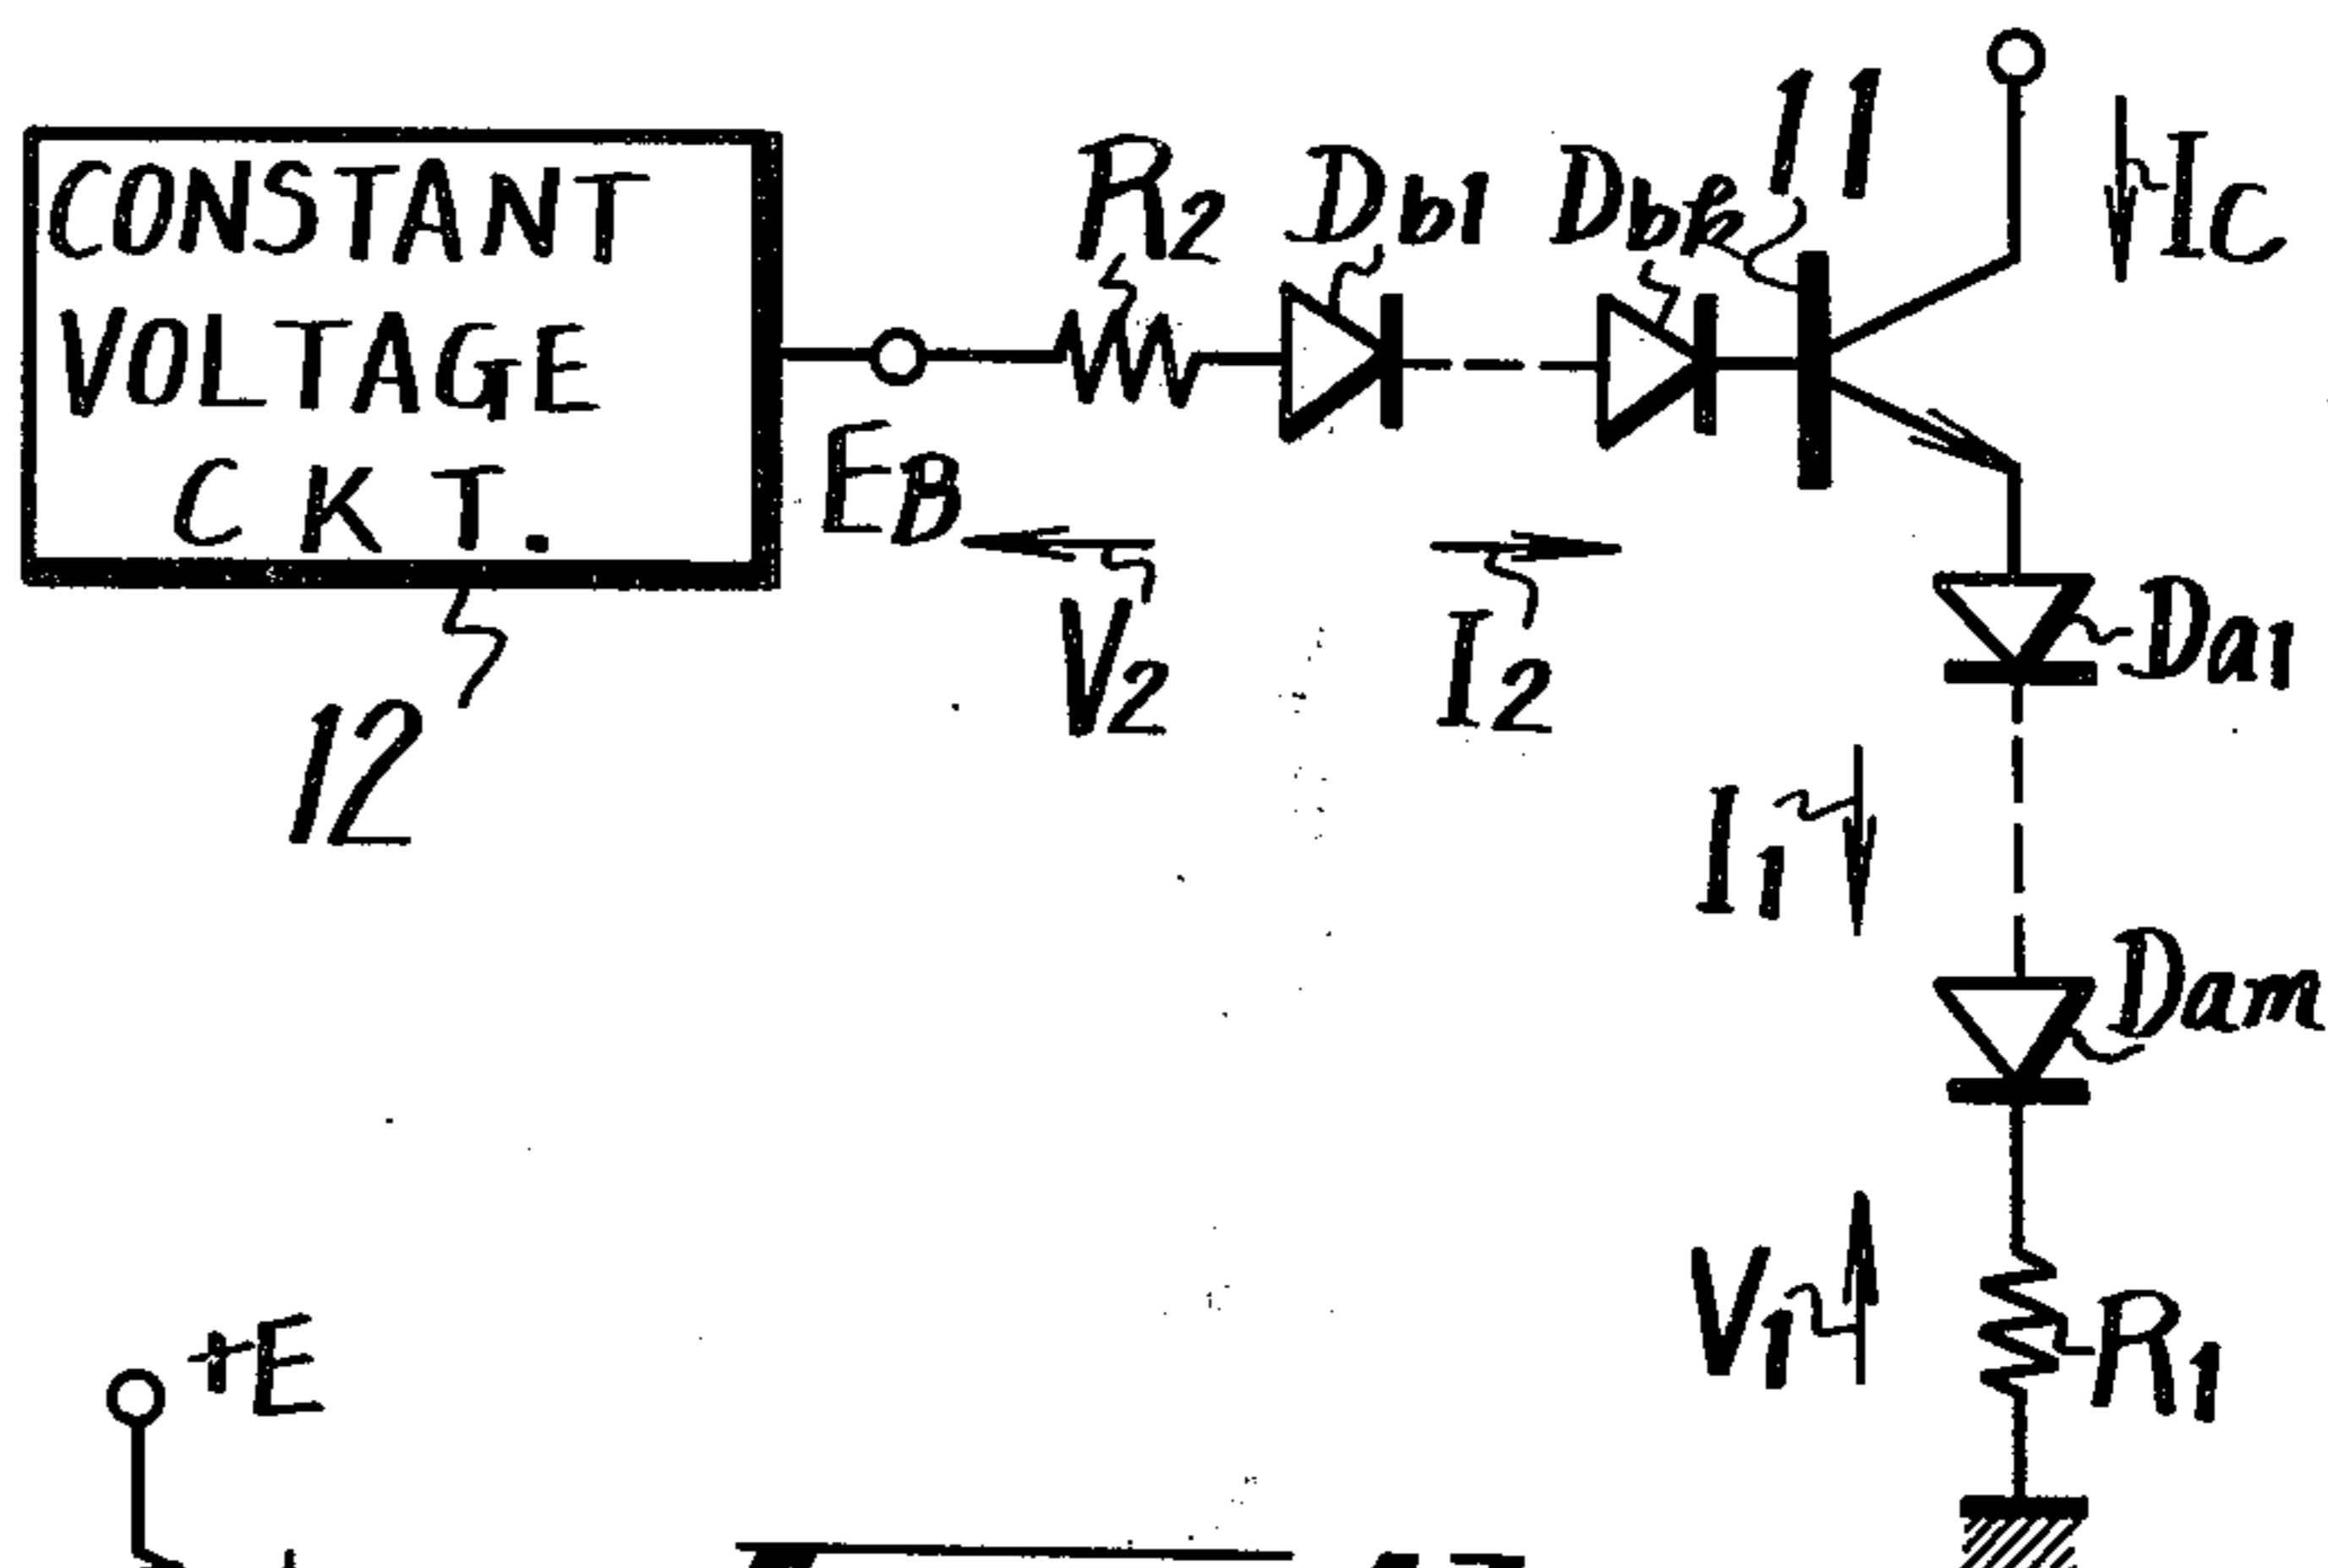 CONSTANT
VOLTAGE
CKT.
12
EB
R2
Db1
Dbk
11
IC
V2
I2
Da1
I1
Dam
V1
R1
+E